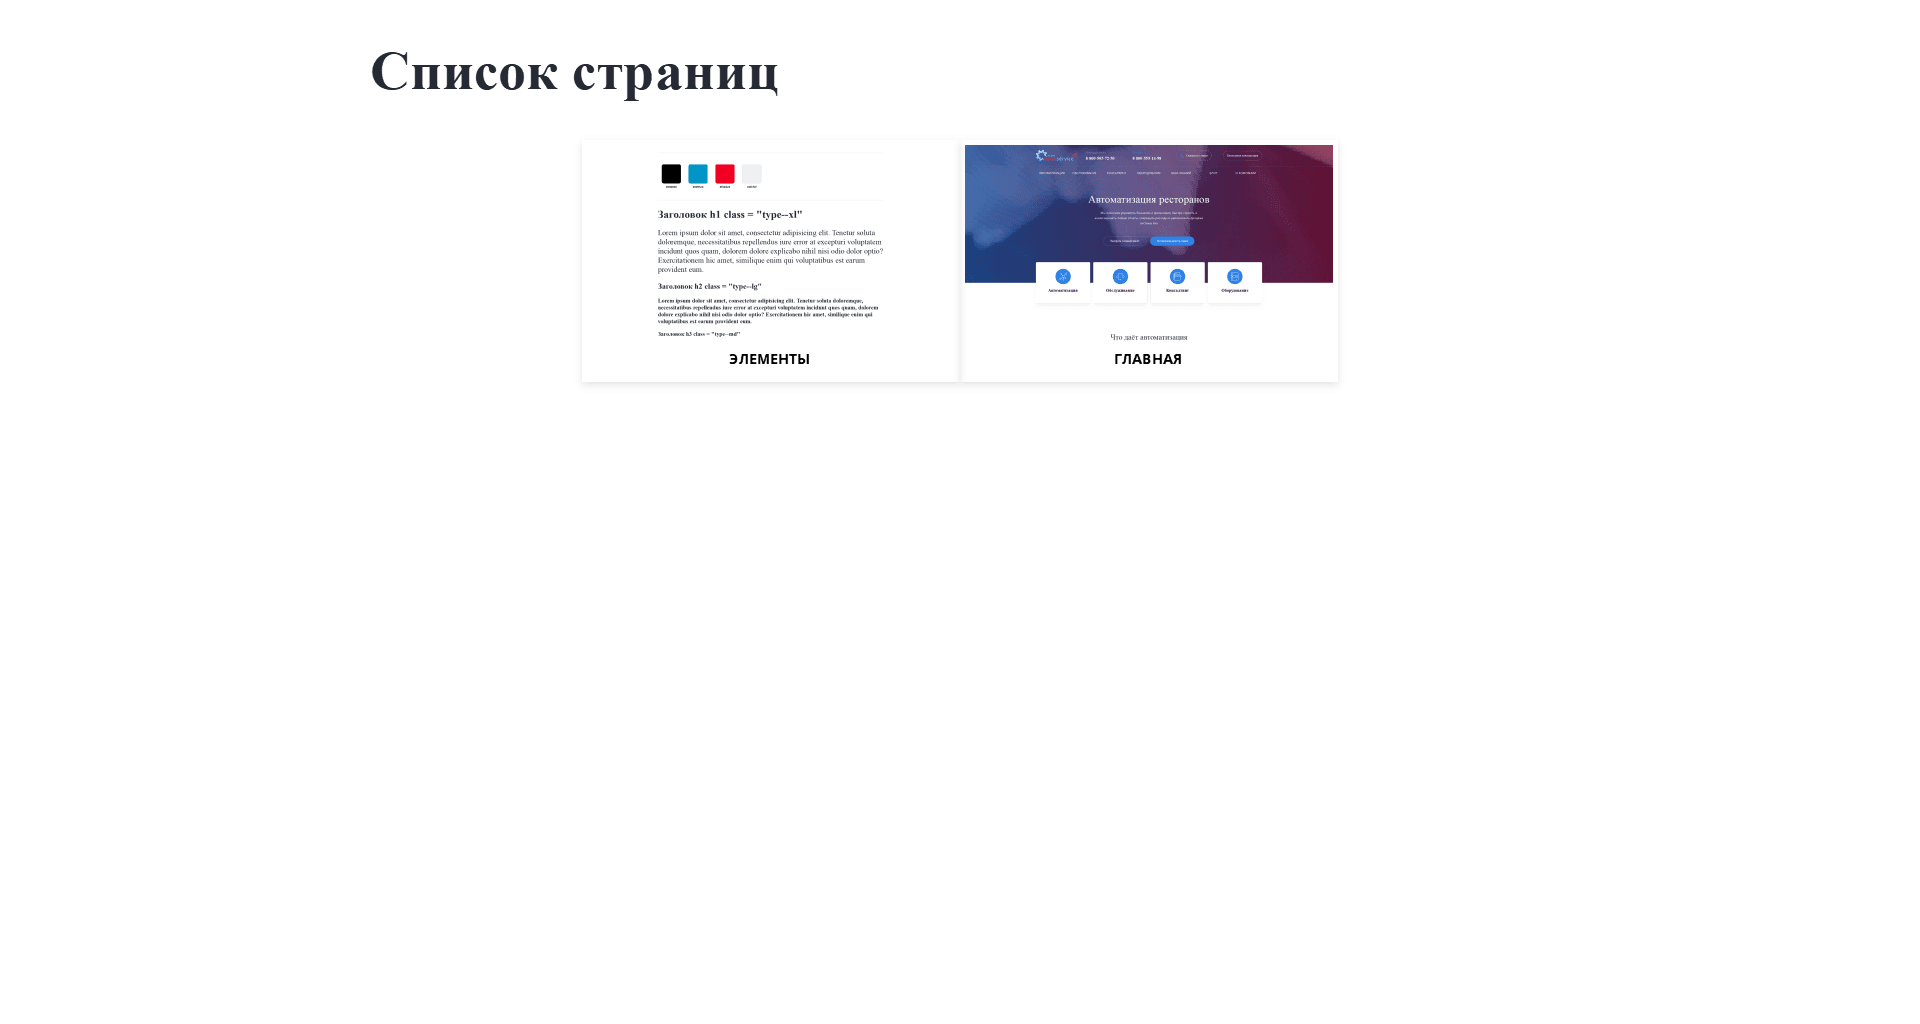 Список страниц
Заголовок h1 class = "type--xl"
Lorem ipsum dolor sit amet, consectetur adipisicing elit. Tenetur soluta
doloremque, necessitatibus repellendus iure error at excepturi voluptatem
incidunt quos quam, dolorem dolore explicabo nihil nisi odio dolor optio?
Exercitationem hic amet, similique enim qui voluptatibus est earum
provident eum.
Заголовок h2 class = "type--lg"
Lorem ipsum dolor sit amet, consectetur adipisicing elit. Tenetur soluta doloremque,
necessitatibus repellendus iure error at excepturi voluptatem incidunt quos quam, dolorem
dolore explicabo nihil nisi odio dolor optio? Exercitationem hic amet, similique enim qui
voluptatibus est earum provident eum.
Заголовок h3 class = "type--md"
ЭЛЕМЕНТЫ
Автоматизация ресторанов
Автоматизация
Обслуживание
Консалтинг
Оборудование
Что даёт автоматизация
ГЛАВНАЯ